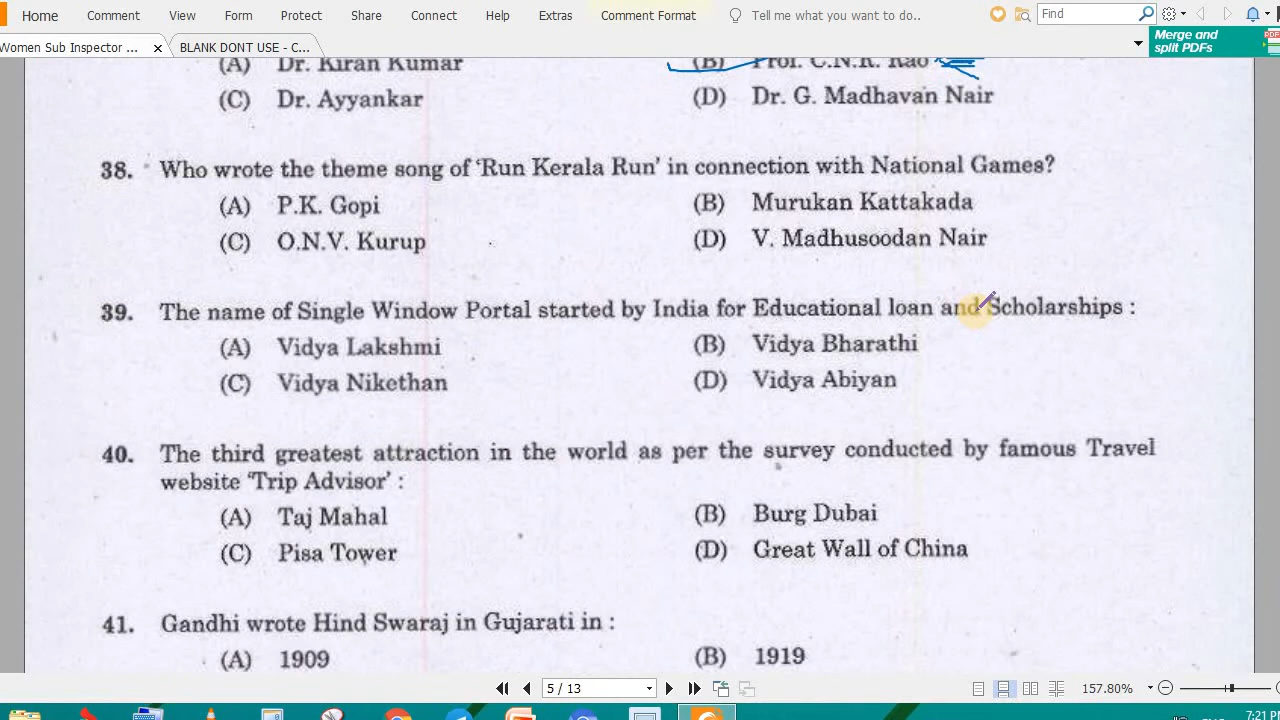 Home Comment View Form Protect Share Connect Help Extras Comment Format Tell me what you want to do.. Find
Women Sub Inspector ... BLANK DONT USE - C... Merge and split PDFs
(A) Dr. Kiran Kumar (B) Prof. C.N.R. Rao
(C) Dr. Ayyankar (D) Dr. G. Madhavan Nair
38. Who wrote the theme song of 'Run Kerala Run' in connection with National Games?
(A) P.K. Gopi (B) Murukan Kattakada
(C) O.N.V. Kurup (D) V. Madhusoodan Nair
39. The name of Single Window Portal started by India for Educational loan and Scholarships :
(A) Vidya Lakshmi (B) Vidya Bharathi
(C) Vidya Nikethan (D) Vidya Abiyan
40. The third greatest attraction in the world as per the survey conducted by famous Travel
website 'Trip Advisor' :
(A) Taj Mahal (B) Burg Dubai
(C) Pisa Tower (D) Great Wall of China
41. Gandhi wrote Hind Swaraj in Gujarati in :
(A) 1909 (B) 1919
5 / 13 157.80%
7:21 PM